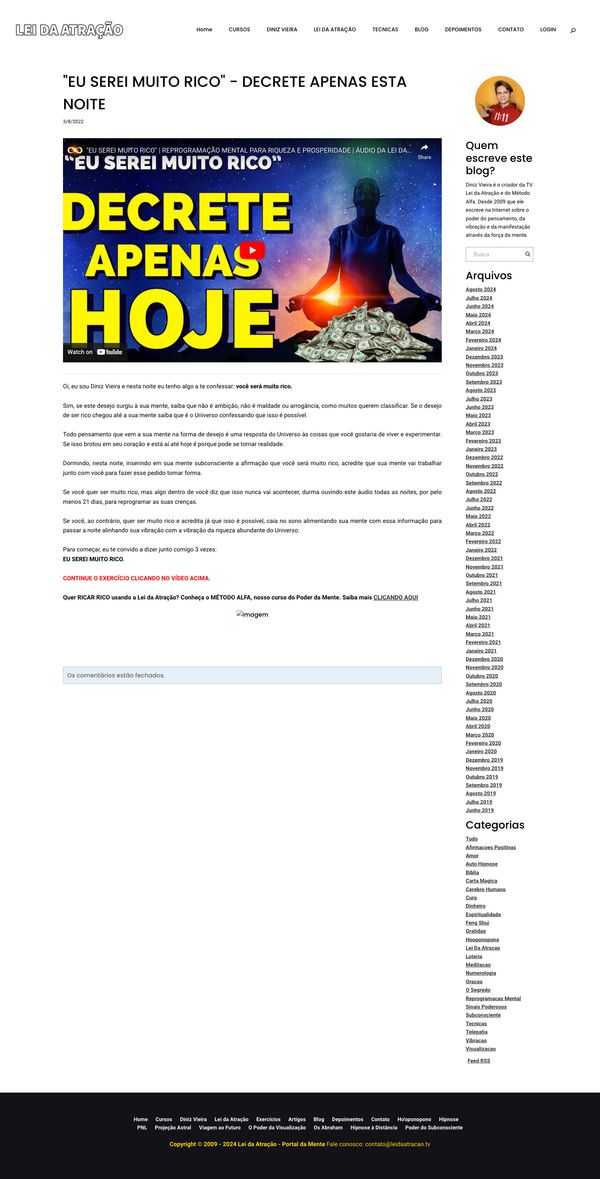 LEI DA ATRAÇÃO
Home CURSOS DINIZ VIEIRA LEI DA ATRAÇÃO TECNICAS BLOG DEPOIMENTOS CONTATO LOGIN
"EU SEREI MUITO RICO" - DECRETE APENAS ESTA
NOITE
3/8/2022
"EU SEREI MUITO RICO" | REPROGRAMAÇÃO MENTAL PARA RIQUEZA E PROSPERIDADE | ÁUDIO DA LEI DA...
Share
"EU SEREI MUITO RICO"
DECRETE
APENAS
HOJE
Watch on YouTube
Oi, eu sou Diniz Vieira e nesta noite eu tenho algo a te confessar: você será muito rico.
Sim, se este desejo surgiu à sua mente, saiba que não é ambição, não é maldade ou arrogância, como muitos querem classificar. Se o desejo
de ser rico chegou até a sua mente saiba que é o Universo confessando que isso é possível.
Todo pensamento que vem a sua mente na forma de desejo é uma resposta do Universo às coisas que você gostaria de viver e experimentar.
Se isso brotou em seu coração e está aí até hoje é porque pode se tornar realidade.
Dormindo, nesta noite, inserindo em sua mente subconsciente a afirmação que você será muito rico, acredite que sua mente vai trabalhar
junto com você para fazer esse pedido tomar forma.
Se você quer ser muito rico, mas algo dentro de você diz que isso nunca vai acontecer, durma ouvindo este áudio todas as noites, por pelo
menos 21 dias, para reprogramar as suas crenças.
Se você, ao contrário, quer ser muito rico e acredita já que isso é possível, caia no sono alimentando sua mente com essa informação para
passar a noite alinhando sua vibração com a vibração da riqueza abundante do Universo.
Para começar, eu te convido a dizer junto comigo 3 vezes:
EU SEREI MUITO RICO.
CONTINUE O EXERCÍCIO CLICANDO NO VÍDEO ACIMA.
Quer RICAR RICO usando a Lei da Atração? Conheça o MÉTODO ALFA, nosso curso do Poder da Mente. Saiba mais CLICANDO AQUI
Imagem
Os comentários estão fechados.
11:11
Quem
escreve este
blog?
Diniz Vieira é o criador da TV
Lei da Atração e do Método
Alfa. Desde 2009 que ele
escreve na Internet sobre o
poder do pensamento, da
vibração e da manifestação
através da força da mente.
Busca
Arquivos
Agosto 2024
Julho 2024
Junho 2024
Maio 2024
Abril 2024
Março 2024
Fevereiro 2024
Janeiro 2024
Dezembro 2023
Novembro 2023
Outubro 2023
Setembro 2023
Agosto 2023
Julho 2023
Junho 2023
Maio 2023
Abril 2023
Março 2023
Fevereiro 2023
Janeiro 2023
Dezembro 2022
Novembro 2022
Outubro 2022
Setembro 2022
Agosto 2022
Julho 2022
Junho 2022
Maio 2022
Abril 2022
Março 2022
Fevereiro 2022
Janeiro 2022
Dezembro 2021
Novembro 2021
Outubro 2021
Setembro 2021
Agosto 2021
Julho 2021
Junho 2021
Maio 2021
Abril 2021
Março 2021
Fevereiro 2021
Janeiro 2021
Dezembro 2020
Novembro 2020
Outubro 2020
Setembro 2020
Agosto 2020
Julho 2020
Junho 2020
Maio 2020
Abril 2020
Março 2020
Fevereiro 2020
Janeiro 2020
Dezembro 2019
Novembro 2019
Outubro 2019
Setembro 2019
Agosto 2019
Julho 2019
Junho 2019
Categorias
Tudo
Afirmacoes Positivas
Amor
Auto Hipnose
Biblia
Carta Magica
Cerebro Humano
Cura
Dinheiro
Espiritualidade
Feng Shui
Gratidao
Hooponopono
Lei Da Atracao
Loteria
Meditacao
Numerologia
Oracao
O Segredo
Reprogramacao Mental
Sinais Poderosos
Subconsciente
Tecnicas
Telepatia
Vibracao
Visualizacao
Feed RSS
Home Cursos Diniz Vieira Lei da Atração Exercícios Artigos Blog Depoimentos Contato Ho'oponopono Hipnose
PNL Projeção Astral Viagem ao Futuro O Poder da Visualização Os Abraham Hipnose à Distância Poder do Subconsciente
Copyright © 2009 - 2024 Lei da Atração - Portal da Mente Fale conosco: contato@leidaatracao.tv